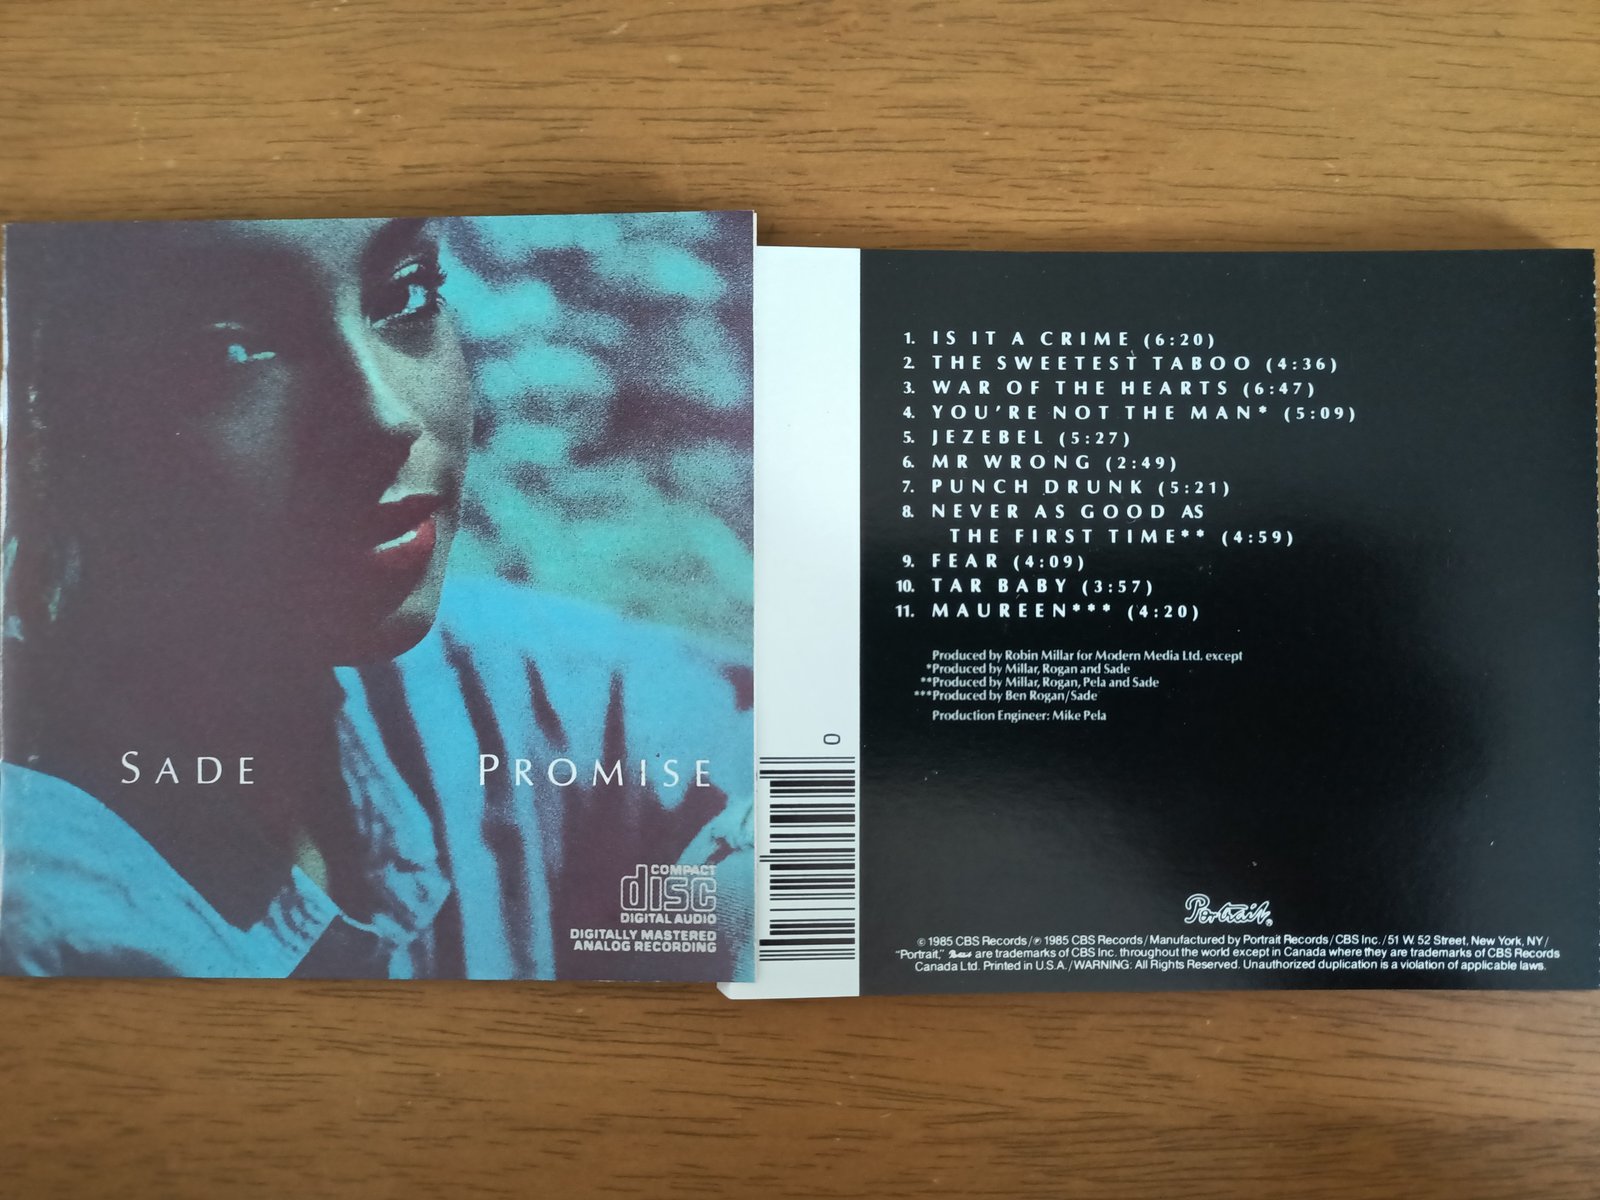 SADE PROMISE
COMPACT
disc
DIGITAL AUDIO
DIGITALLY MASTERED
ANALOG RECORDING
0
1. IS IT A CRIME (6:20)
2. THE SWEETEST TABOO (4:36)
3. WAR OF THE HEARTS (6:47)
4. YOU'RE NOT THE MAN* (5:09)
5. JEZEBEL (5:27)
6. MR WRONG (2:49)
7. PUNCH DRUNK (5:21)
8. NEVER AS GOOD AS
THE FIRST TIME** (4:59)
9. FEAR (4:09)
10. TAR BABY (3:57)
11. MAUREEN*** (4:20)
Produced by Robin Millar for Modern Media Ltd. except
*Produced by Millar, Rogan and Sade
**Produced by Millar, Rogan, Pela and Sade
***Produced by Ben Rogan/Sade
Production Engineer: Mike Pela
Portrait®
© 1985 CBS Records/℗ 1985 CBS Records/Manufactured by Portrait Records/CBS Inc./51 W. 52 Street, New York, NY/
"Portrait," are trademarks of CBS Inc. throughout the world except in Canada where they are trademarks of CBS Records
Canada Ltd. Printed in U.S.A./WARNING: All Rights Reserved. Unauthorized duplication is a violation of applicable laws.